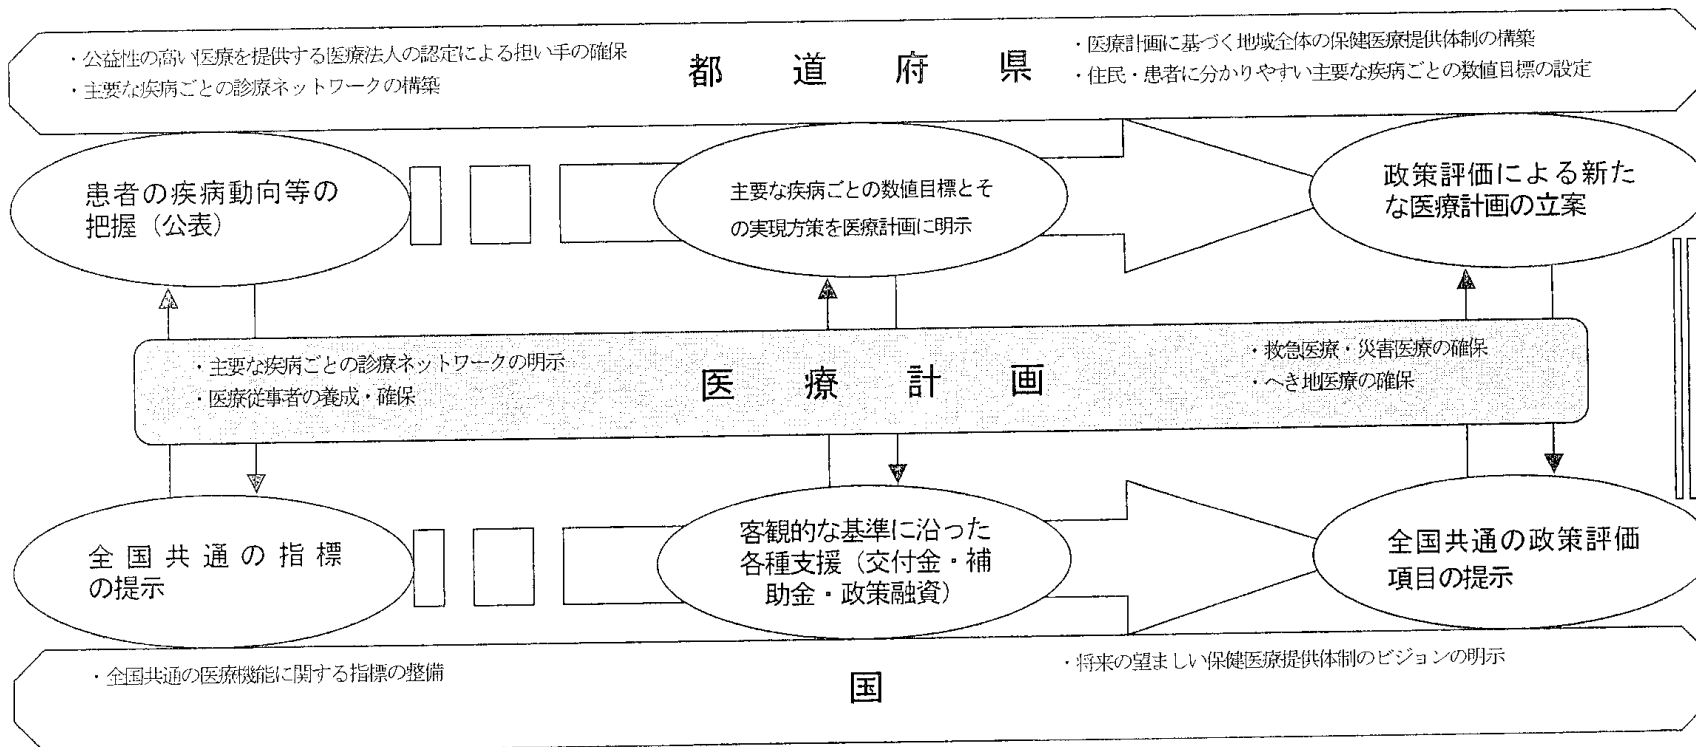 ・公益性の高い医療を提供する医療法人の認定による担い手の確保
・主要な疾病ごとの診療ネットワークの構築
都道府県
・医療計画に基づく地域全体の保健医療提供体制の構築
・住民・患者に分かりやすい主要な疾病ごとの数値目標の設定
患者の疾病動向等の
把握（公表）
主要な疾病ごとの数値目標とそ
の実現方策を医療計画に明示
政策評価による新た
な医療計画の立案
・主要な疾病ごとの診療ネットワークの明示
・医療従事者の養成・確保
医療計画
・救急医療・災害医療の確保
・へき地医療の確保
全国共通の指標
の提示
客観的な基準に沿った
各種支援（交付金・補
助金・政策融資）
全国共通の政策評価
項目の提示
・全国共通の医療機能に関する指標の整備
国
・将来の望ましい保健医療提供体制のビジョンの明示